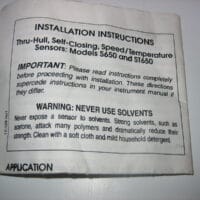 INSTALLATION INSTRUCTIONS
Thru-Hull, Self-Closing, Speed/Temperature
Sensors: Models S650 and ST650
IMPORTANT: Please read instructions completely
before proceeding with installation. These directions
supercede instructions in your instrument manual if
they differ.
WARNING: NEVER USE SOLVENTS
Never expose a sensor to solvents. Strong solvents, such as
acetone, attack many polymers and dramatically reduce their
strength. Clean with a soft cloth and mild household detergent.
APPLICATION